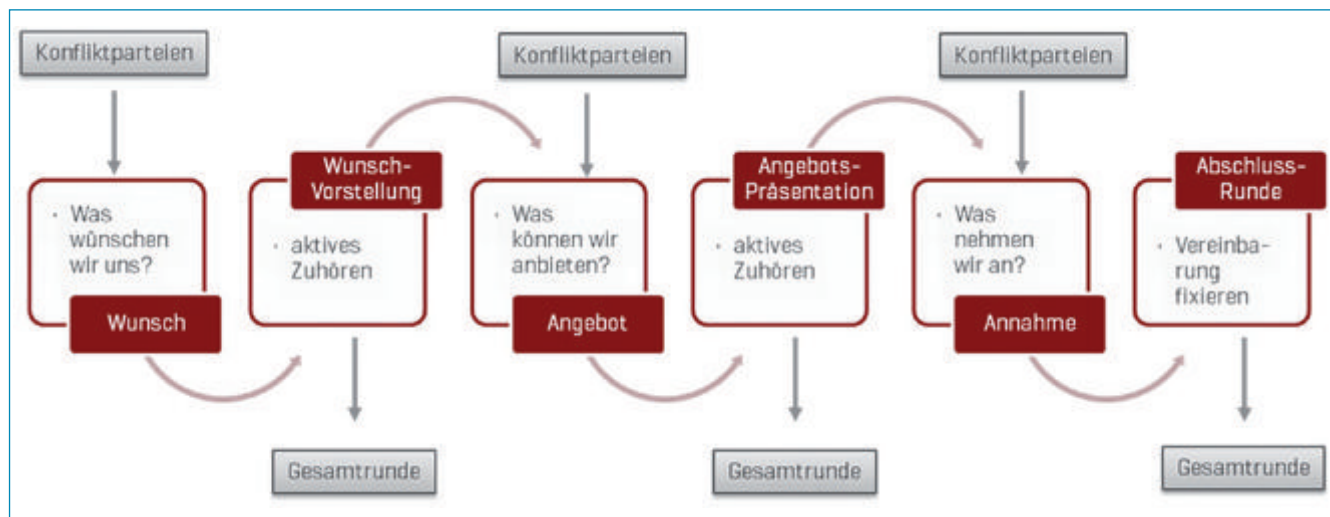 Konfliktparteien
Konfliktparteien
Konfliktparteien
· Was
wünschen
wir uns?
Wunsch
Wunsch-
Vorstellung
· aktives
Zuhören
· Was
können wir
anbieten?
Angebot
Angebots-
Präsentation
· aktives
Zuhören
· Was
nehmen
wir an?
Annahme
Abschluss-
Runde
· Vereinba-
rung
fixieren
Gesamtrunde
Gesamtrunde
Gesamtrunde